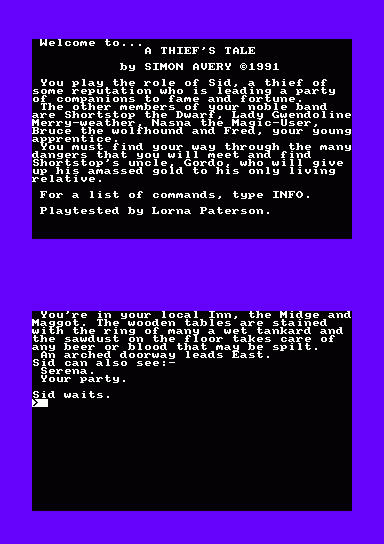 Welcome to...
A THIEF'S TALE
by SIMON AVERY ©1991
You play the role of Sid, a thief of
some reputation who is leading a party
of companions to fame and fortune.
The other members of your noble band
are Shortstop the Dwarf, Lady Gwendoline
Merry-weather, Nasna the Magic-User,
Bruce the wolfhound and Fred, your young
apprentice.
You must find your way through the many
dangers that you will meet and find
Shortstop's uncle, Gordo, who will give
up his amassed gold to his only living
relative.
For a list of commands, type INFO.
Playtested by Lorna Paterson.
You're in your local Inn, the Midge and
Maggot. The wooden tables are stained
with the ring of many a wet tankard and
the sawdust on the floor takes care of
any beer or blood that may be spilt.
An arched doorway leads East.
Sid can also see:-
Serena.
Your party.
Sid waits.
>